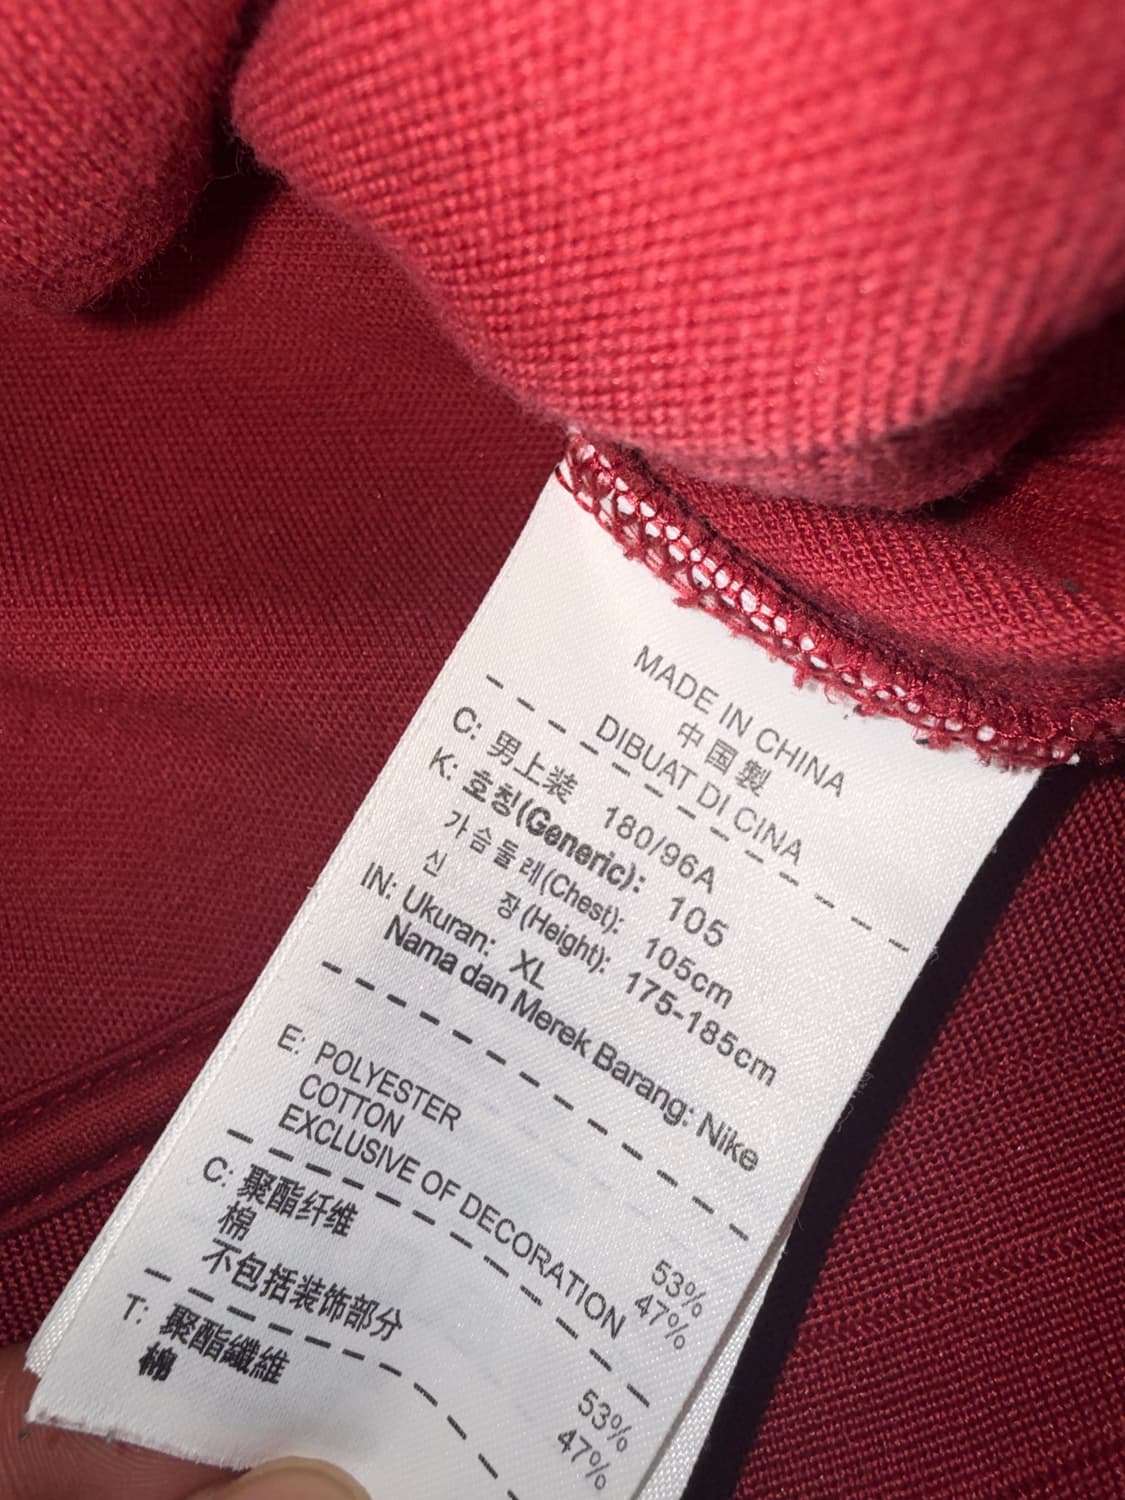 MADE IN CHINA
中国製
DIBUAT DI CINA
C: 男上装 180/96A
K: 호칭(Generic): 105
가슴둘레(Chest): 105cm
신 장(Height): 175-185cm
IN: Ukuran: XL
Nama dan Merek Barang: Nike
E: POLYESTER 53%
COTTON 47%
EXCLUSIVE OF DECORATION
C: 聚酯纤维 53%
棉 47%
不包括装饰部分
T: 聚酯纖維
棉